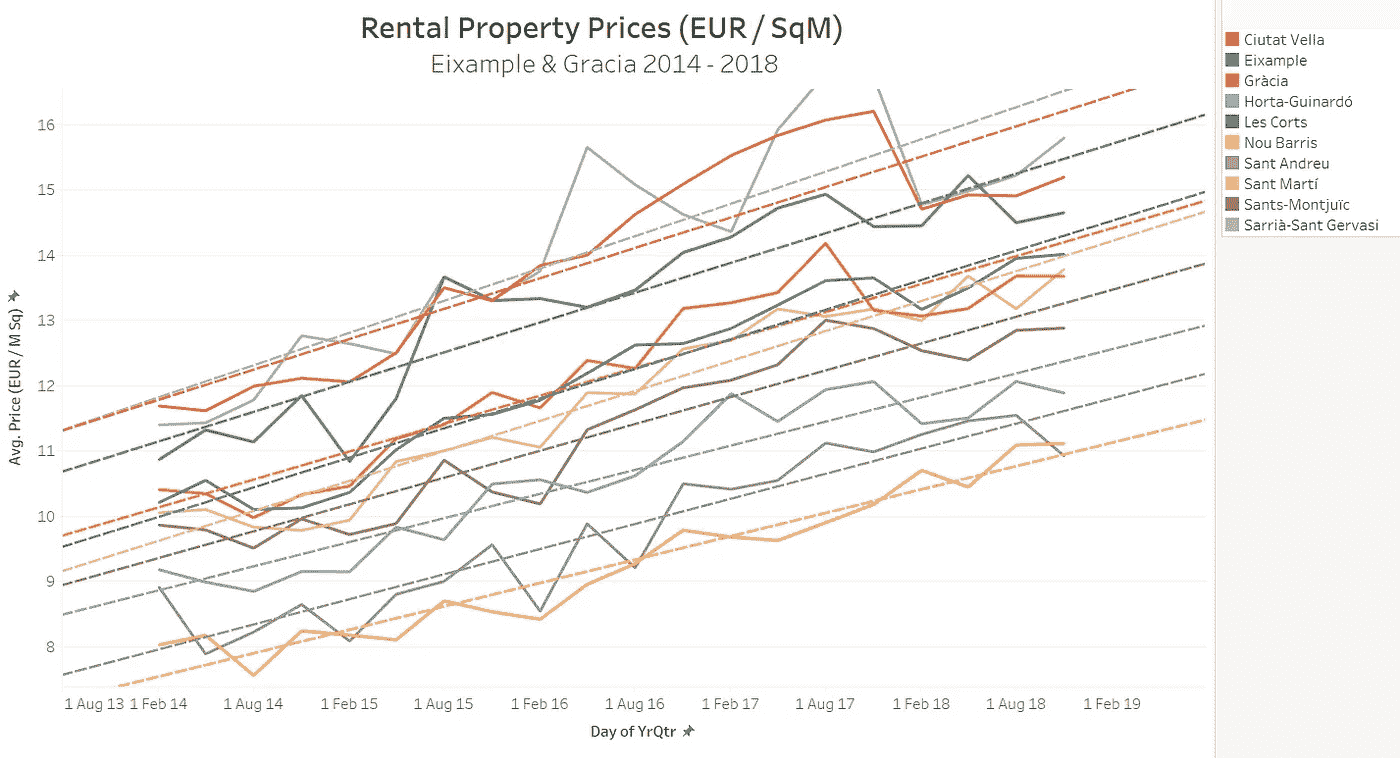 Rental Property Prices (EUR / SqM)
Eixample & Gracia 2014 - 2018
Ciutat Vella
Eixample
Gràcia
Horta-Guinardó
Les Corts
Nou Barris
Sant Andreu
Sant Martí
Sants-Montjuïc
Sarrià-Sant Gervasi
Avg. Price (EUR / M Sq)
16
15
14
13
12
11
10
9
8
1 Aug 13 1 Feb 14 1 Aug 14 1 Feb 15 1 Aug 15 1 Feb 16 1 Aug 16 1 Feb 17 1 Aug 17 1 Feb 18 1 Aug 18 1 Feb 19
Day of YrQtr